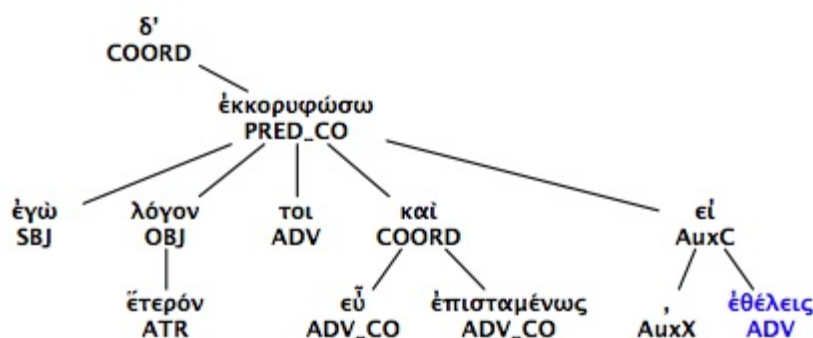 δ’
COORD
ἐκκορυφώσω
PRED_CO
ἐγὼ λόγον τοι καὶ εἰ
SBJ OBJ ADV COORD AuxC
ἕτερόν εὖ ἐπισταμένως , ἐθέλεις
ATR ADV_CO ADV_CO AuxX ADV